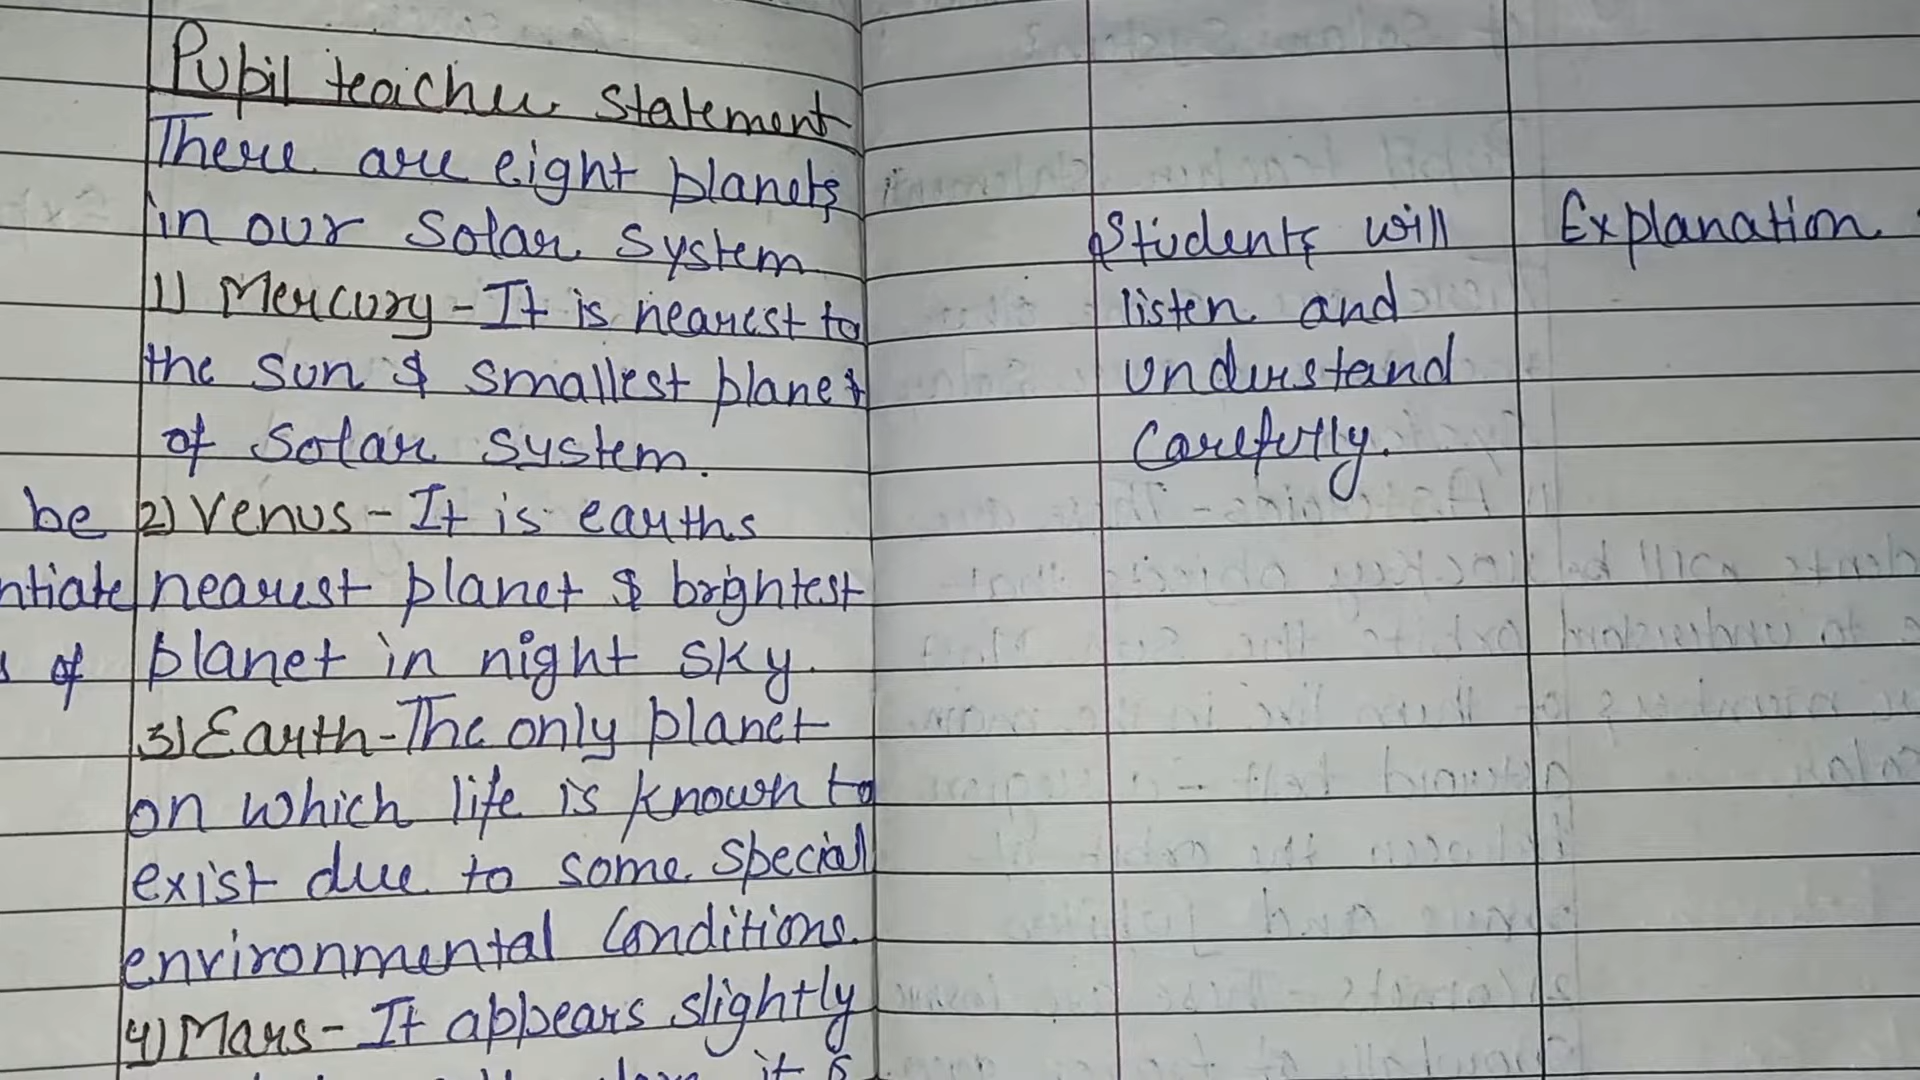 Pupil teacher statement
There are eight planets
in our solar system
1) Mercury - It is nearest to
the sun & smallest planet
of solar system.
be
2) Venus - It is earths
nearest planet & brightest
of
planet in night sky.
3) Earth - The only planet
on which life is known to
exist due to some special
environmental conditions.
4) Mars - It appears slightly
it s
Students will
listen and
understand
carefully.
Explanation